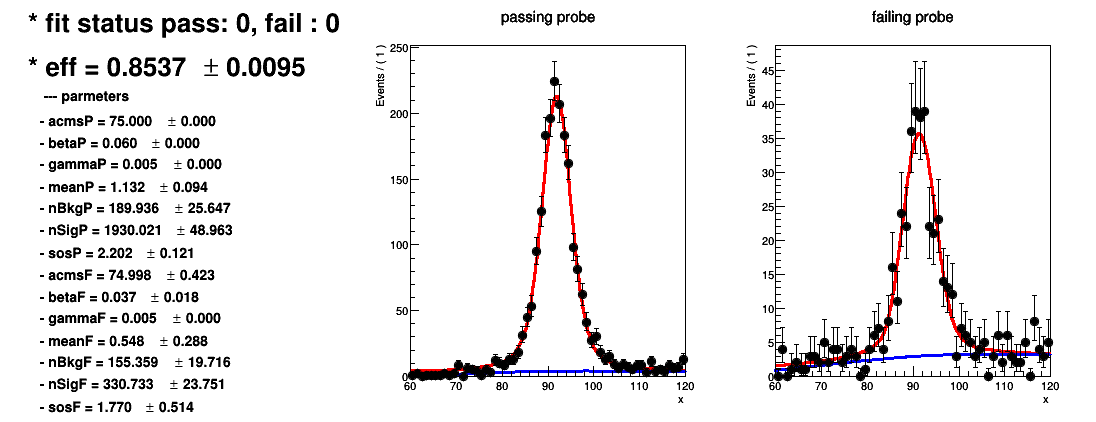 * fit status pass: 0, fail : 0
* eff = 0.8537 ± 0.0095
--- parmeters
- acmsP = 75.000 ± 0.000
- betaP = 0.060 ± 0.000
- gammaP = 0.005 ± 0.000
- meanP = 1.132 ± 0.094
- nBkgP = 189.936 ± 25.647
- nSigP = 1930.021 ± 48.963
- sosP = 2.202 ± 0.121
- acmsF = 74.998 ± 0.423
- betaF = 0.037 ± 0.018
- gammaF = 0.005 ± 0.000
- meanF = 0.548 ± 0.288
- nBkgF = 155.359 ± 19.716
- nSigF = 330.733 ± 23.751
- sosF = 1.770 ± 0.514
passing probe
Events / ( 1 )
250
200
150
100
50
0
60 70 80 90 100 110 120
x
failing probe
Events / ( 1 )
45
40
35
30
25
20
15
10
5
0
60 70 80 90 100 110 120
x